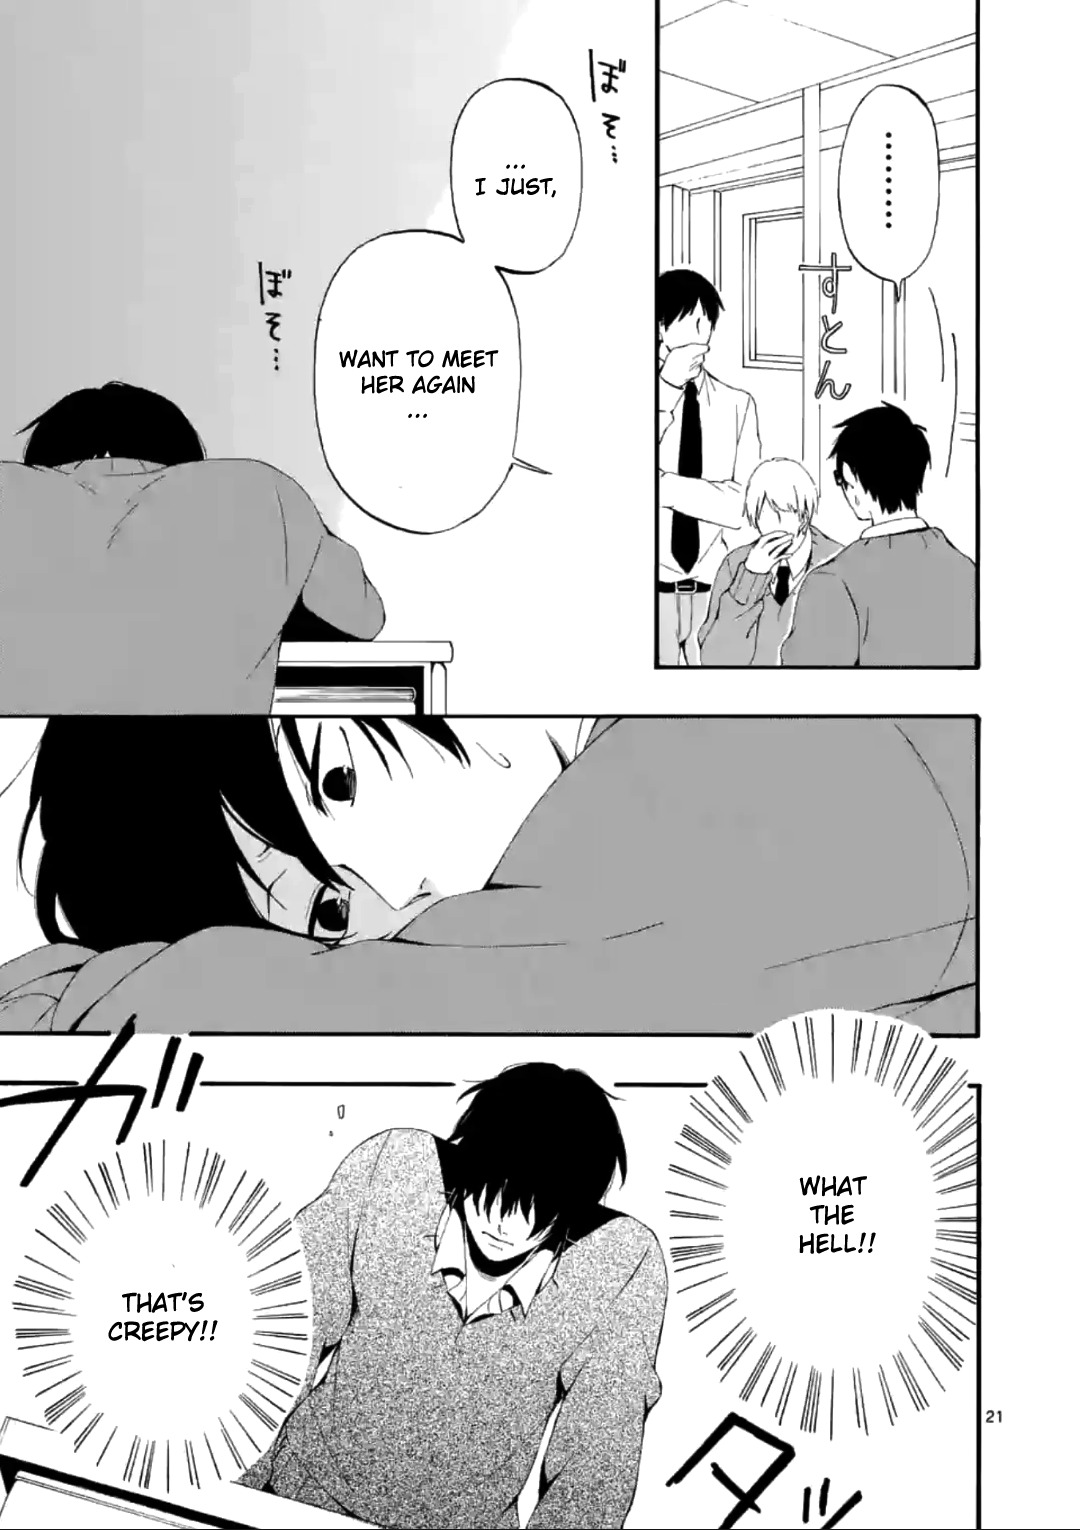 ………
すとん
ぼそ…
…
I JUST,
WANT TO MEET
HER AGAIN
…
ぼそ…
WHAT
THE
HELL!!
ガ
THAT'S
CREEPY!!
タッ
21